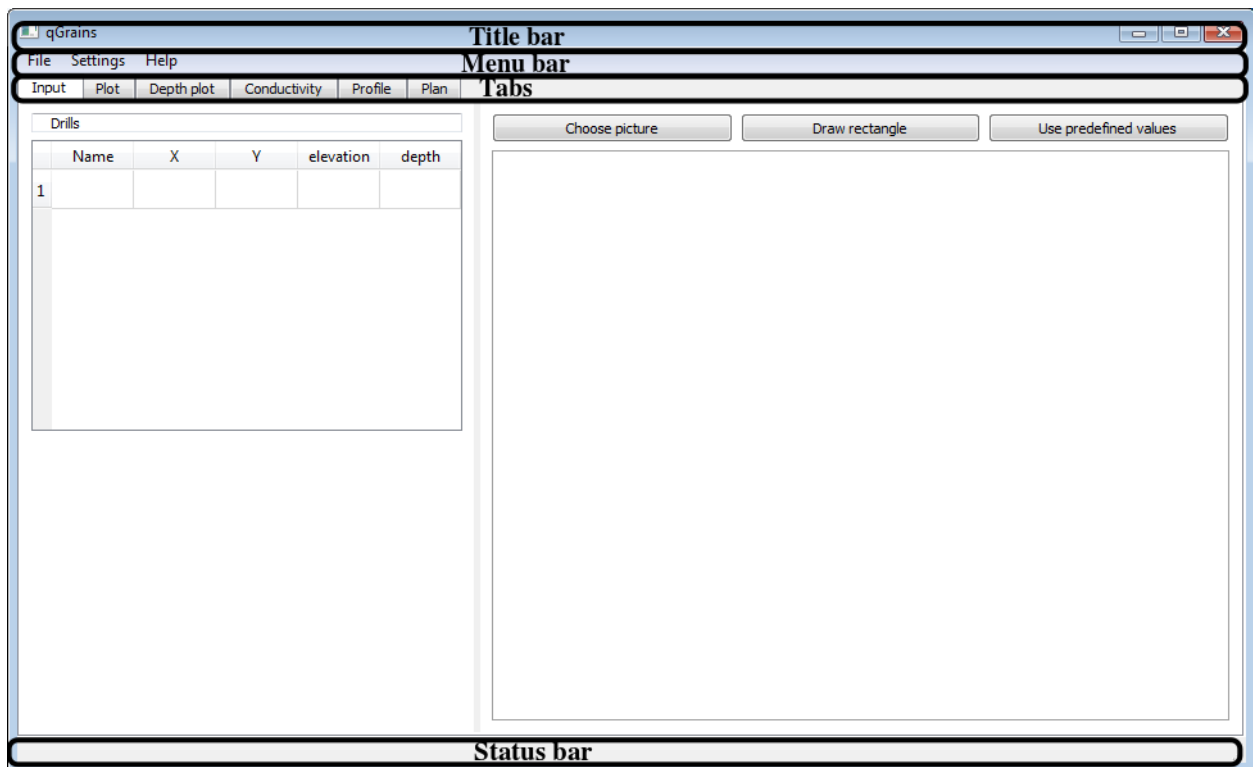 qGrains Title bar
File Settings Help Menu bar
Input Plot Depth plot Conductivity Profile Plan Tabs
Drills
Choose picture Draw rectangle Use predefined values
Name X Y elevation depth
1
Status bar